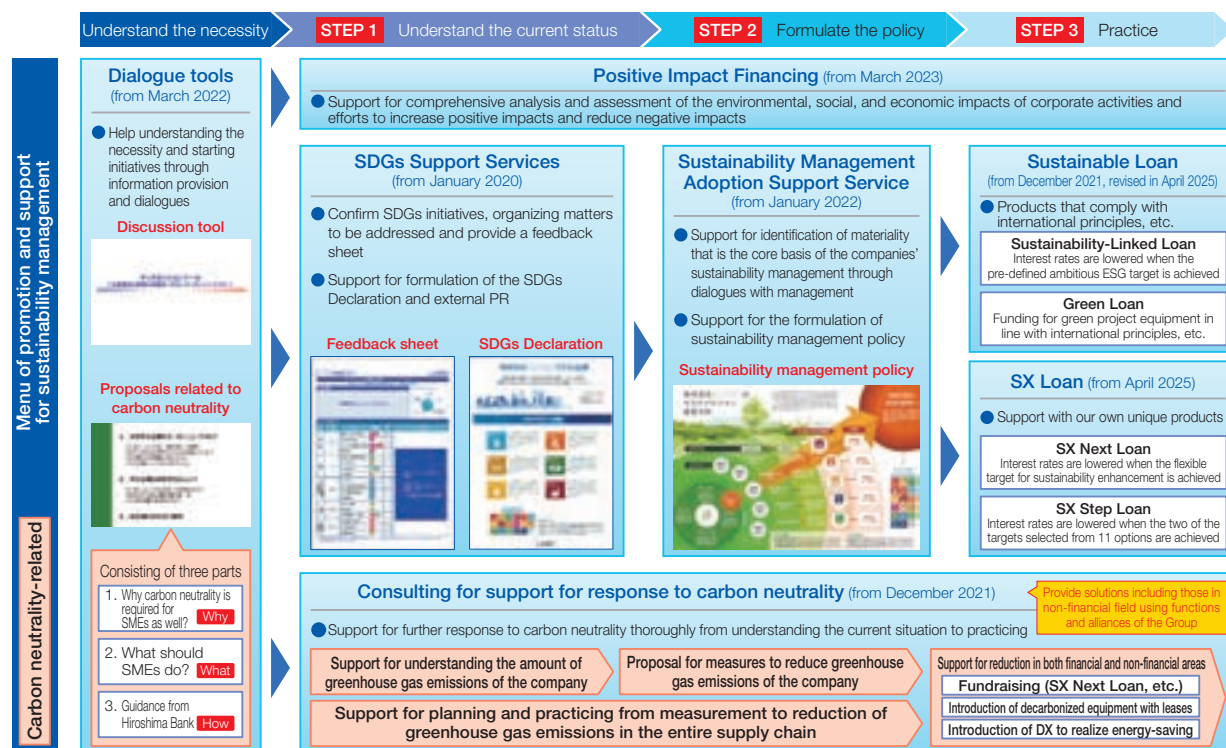 Understand the necessity
STEP 1 Understand the current status
STEP 2 Formulate the policy
STEP 3 Practice
Menu of promotion and support
for sustainability management
Carbon neutrality-related
Dialogue tools
(from March 2022)
Help understanding the
necessity and starting
initiatives through
information provision
and dialogues
Discussion tool
Proposals related to
carbon neutrality
Consisting of three parts
1. Why carbon neutrality is
required for
SMEs as well? Why
2. What should
SMEs do? What
3. Guidance from
Hiroshima Bank How
Positive Impact Financing (from March 2023)
Support for comprehensive analysis and assessment of the environmental, social, and economic impacts of corporate activities and
efforts to increase positive impacts and reduce negative impacts
SDGs Support Services
(from January 2020)
Confirm SDGs initiatives, organizing matters
to be addressed and provide a feedback
sheet
Support for formulation of the SDGs
Declaration and external PR
Feedback sheet
SDGs Declaration
Sustainability Management
Adoption Support Service
(from January 2022)
Support for identification of materiality
that is the core basis of the companies'
sustainability management through
dialogues with management
Support for the formulation of
sustainability management policy
Sustainability management policy
Sustainable Loan
(from December 2021, revised in April 2025)
Products that comply with
international principles, etc.
Sustainability-Linked Loan
Interest rates are lowered when the
pre-defined ambitious ESG target is achieved
Green Loan
Funding for green project equipment in
line with international principles, etc.
SX Loan (from April 2025)
Support with our own unique products
SX Next Loan
Interest rates are lowered when the flexible
target for sustainability enhancement is achieved
SX Step Loan
Interest rates are lowered when the two of the
targets selected from 11 options are achieved
Consulting for support for response to carbon neutrality (from December 2021)
Provide solutions including those in
non-financial field using functions
and alliances of the Group
Support for further response to carbon neutrality thoroughly from understanding the current situation to practicing
Support for understanding the amount of
greenhouse gas emissions of the company
Proposal for measures to reduce greenhouse
gas emissions of the company
Support for planning and practicing from measurement to reduction of
greenhouse gas emissions in the entire supply chain
Support for reduction in both financial and non-financial areas
Fundraising (SX Next Loan, etc.)
Introduction of decarbonized equipment with leases
Introduction of DX to realize energy-saving